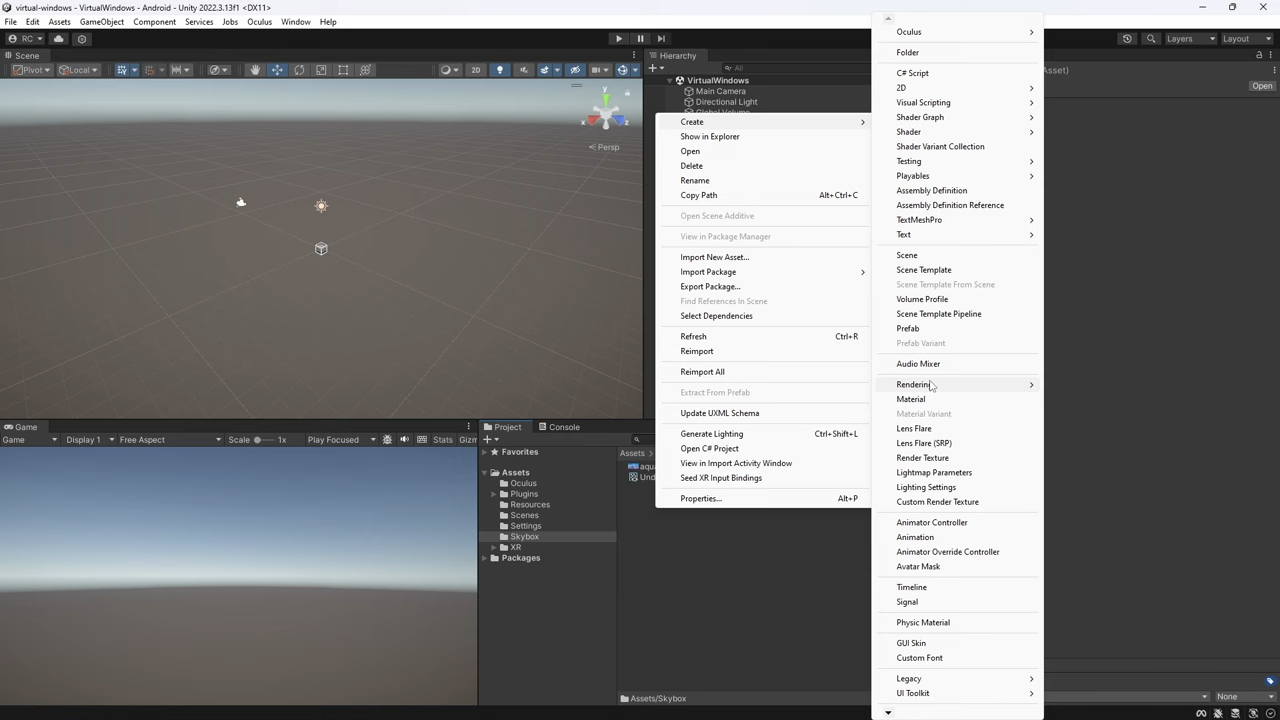 virtual-windows - VirtualWindows - Android - Unity 2022.3.13f1 <DX11>
File Edit Assets GameObject Component Services Jobs Oculus Window Help
RC
Layers
Layout
Scene
Hierarchy
Pivot
Local
2D
All
Asset)
Open
VirtualWindows
Main Camera
Directional Light
Global Volume
y
x
z
Persp
Create
Show in Explorer
Open
Delete
Rename
Copy Path Alt+Ctrl+C
Open Scene Additive
View in Package Manager
Import New Asset...
Import Package
Export Package...
Find References In Scene
Select Dependencies
Refresh Ctrl+R
Reimport
Reimport All
Extract From Prefab
Update UXML Schema
Generate Lighting Ctrl+Shift+L
Open C# Project
View in Import Activity Window
Seed XR Input Bindings
Properties... Alt+P
Oculus
Folder
C# Script
2D
Visual Scripting
Shader Graph
Shader
Shader Variant Collection
Testing
Playables
Assembly Definition
Assembly Definition Reference
TextMeshPro
Text
Scene
Scene Template
Scene Template From Scene
Volume Profile
Scene Template Pipeline
Prefab
Prefab Variant
Audio Mixer
Rendering
Material
Material Variant
Lens Flare
Lens Flare (SRP)
Render Texture
Lightmap Parameters
Lighting Settings
Custom Render Texture
Animator Controller
Animation
Animator Override Controller
Avatar Mask
Timeline
Signal
Physic Material
GUI Skin
Custom Font
Legacy
UI Toolkit
Game
Game Display 1 Free Aspect Scale 1x Play Focused Stats
Project
Console
Favorites
Assets
Oculus
Plugins
Resources
Scenes
Settings
Skybox
XR
Packages
Assets
aqua
Und
Assets/Skybox
None